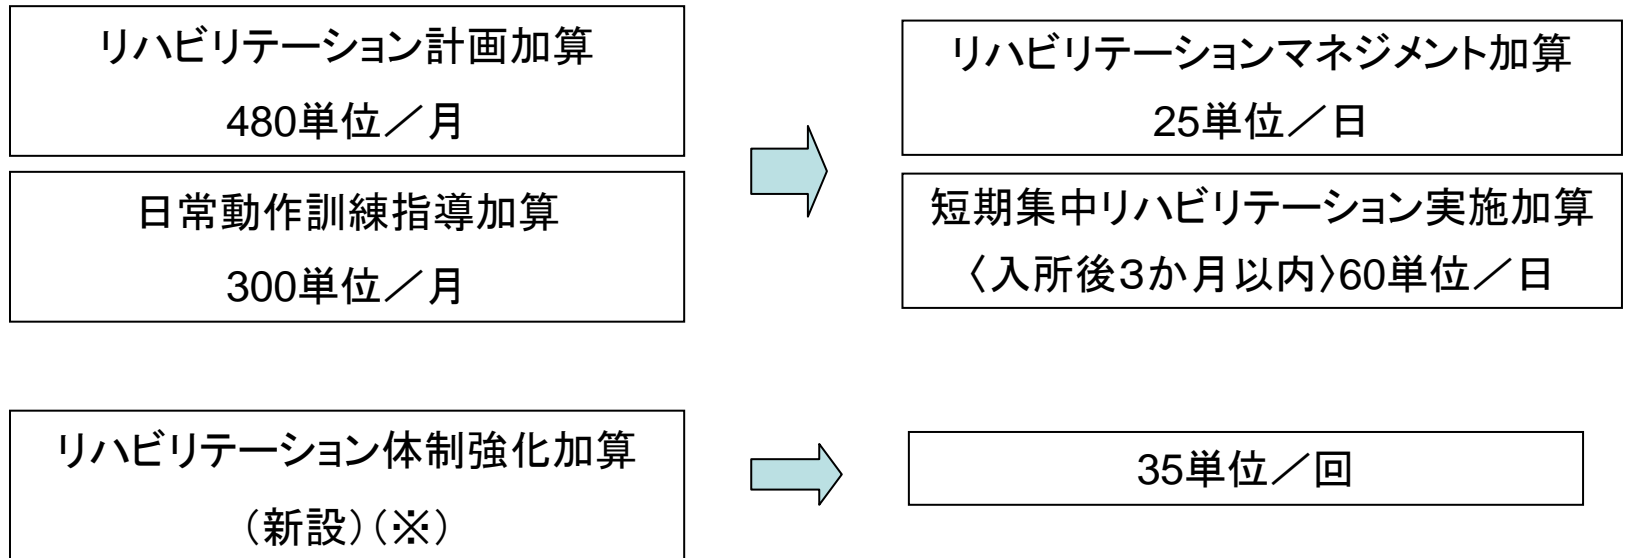 リハビリテーション計画加算
480単位／月
日常動作訓練指導加算
300単位／月
リハビリテーションマネジメント加算
25単位／日
短期集中リハビリテーション実施加算
〈入所後３か月以内〉60単位／日
リハビリテーション体制強化加算
（新設）（※）
35単位／回